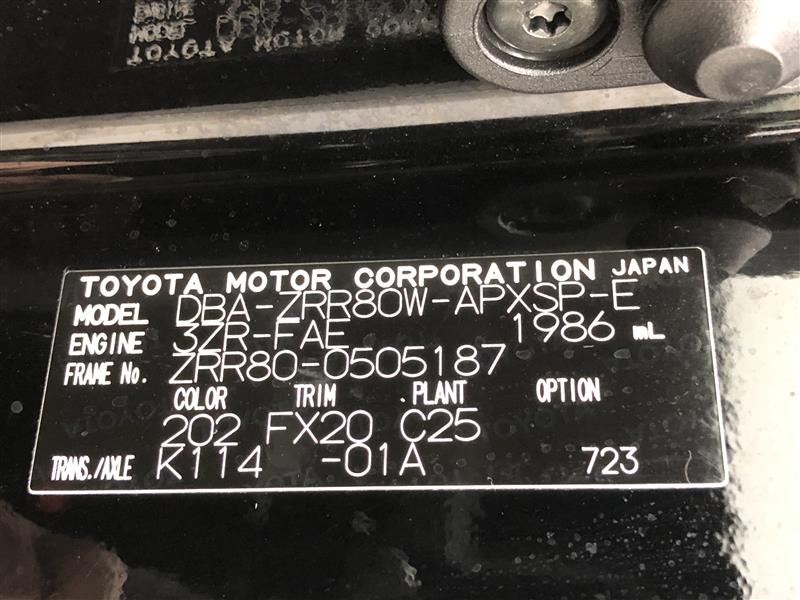 TOYOTA MOTOR CORPORATION JAPAN
MODEL DBA-ZRR80W-APXSP-E
ENGINE 3ZR-FAE 1986 mL
FRAME No. ZRR80-0505187
COLOR TRIM PLANT OPTION
202 FX20 C25
TRANS./AXLE K114 -01A 723